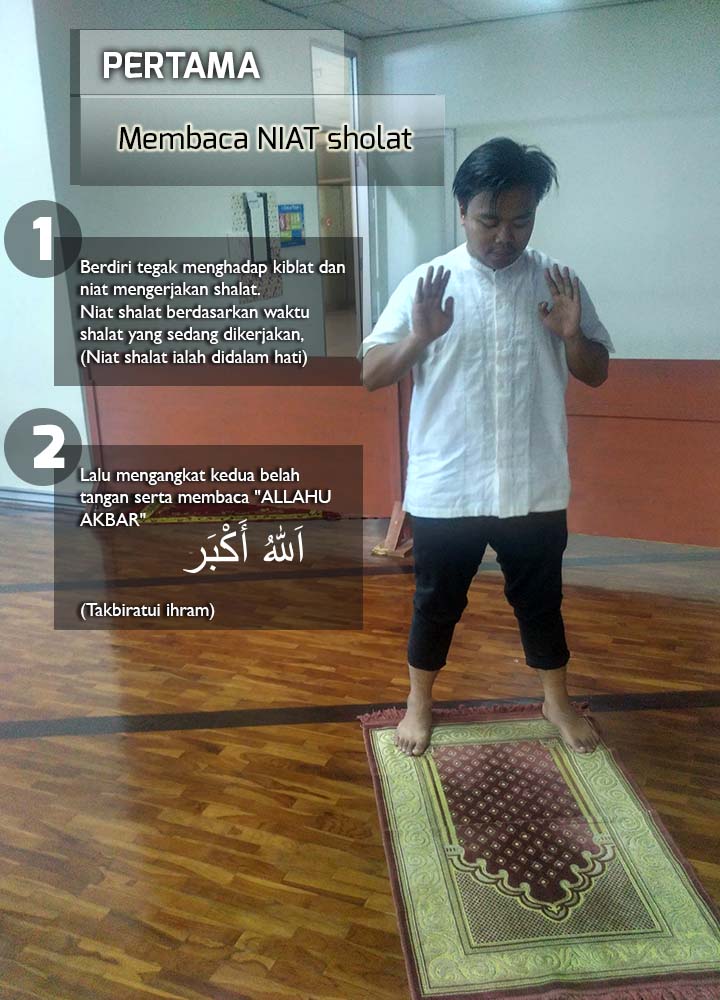 PERTAMA
Membaca NIAT sholat
1
Berdiri tegak menghadap kiblat dan
niat mengerjakan shalat.
Niat shalat berdasarkan waktu
shalat yang sedang dikerjakan,
(Niat shalat ialah didalam hati)
2
Lalu mengangkat kedua belah
tangan serta membaca "ALLAHU
AKBAR"
اَللهُ أَكْبَر
(Takbiratui ihram)